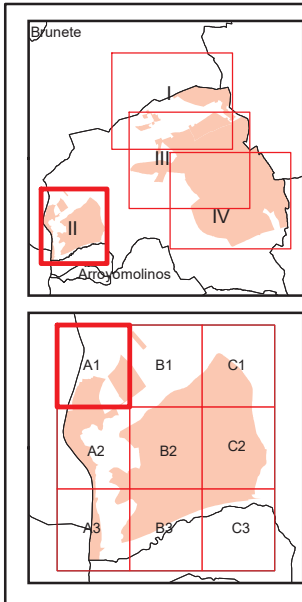 Brunete
I
III
II
IV
Arroyomolinos
A1 B1 C1
A2 B2 C2
A3 B3 C3